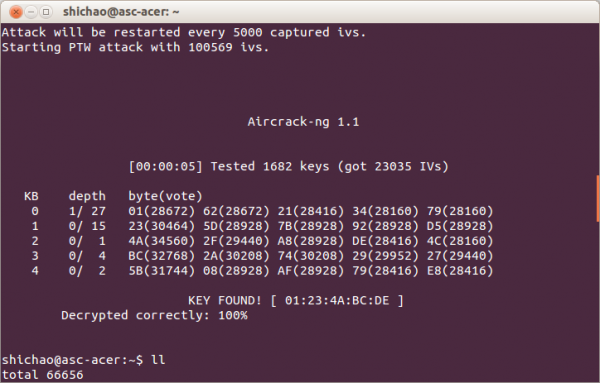 shichao@asc-acer: ~
Attack will be restarted every 5000 captured ivs.
Starting PTW attack with 100569 ivs.
Aircrack-ng 1.1
[00:00:05] Tested 1682 keys (got 23035 IVs)
KB depth byte(vote)
0 1/ 27 01(28672) 62(28672) 21(28416) 34(28160) 79(28160)
1 0/ 15 23(30464) 5D(28928) 7B(28928) 92(28928) D5(28928)
2 0/ 1 4A(34560) 2F(29440) A8(28928) DE(28416) 4C(28160)
3 0/ 4 BC(32768) 2A(30208) 74(30208) 29(29952) 27(29440)
4 0/ 2 5B(31744) 08(28928) AF(28928) 79(28416) E8(28416)
KEY FOUND! [ 01:23:4A:BC:DE ]
Decrypted correctly: 100%
shichao@asc-acer:~$ ll
total 66656